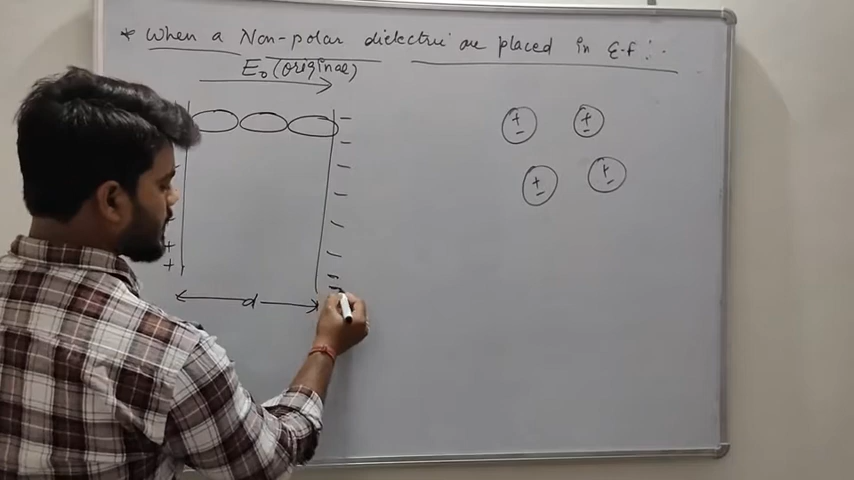 * When a Non-polar dielectric are placed in E.f :-
E₀ (original)
+ - + -
+ - + -
d